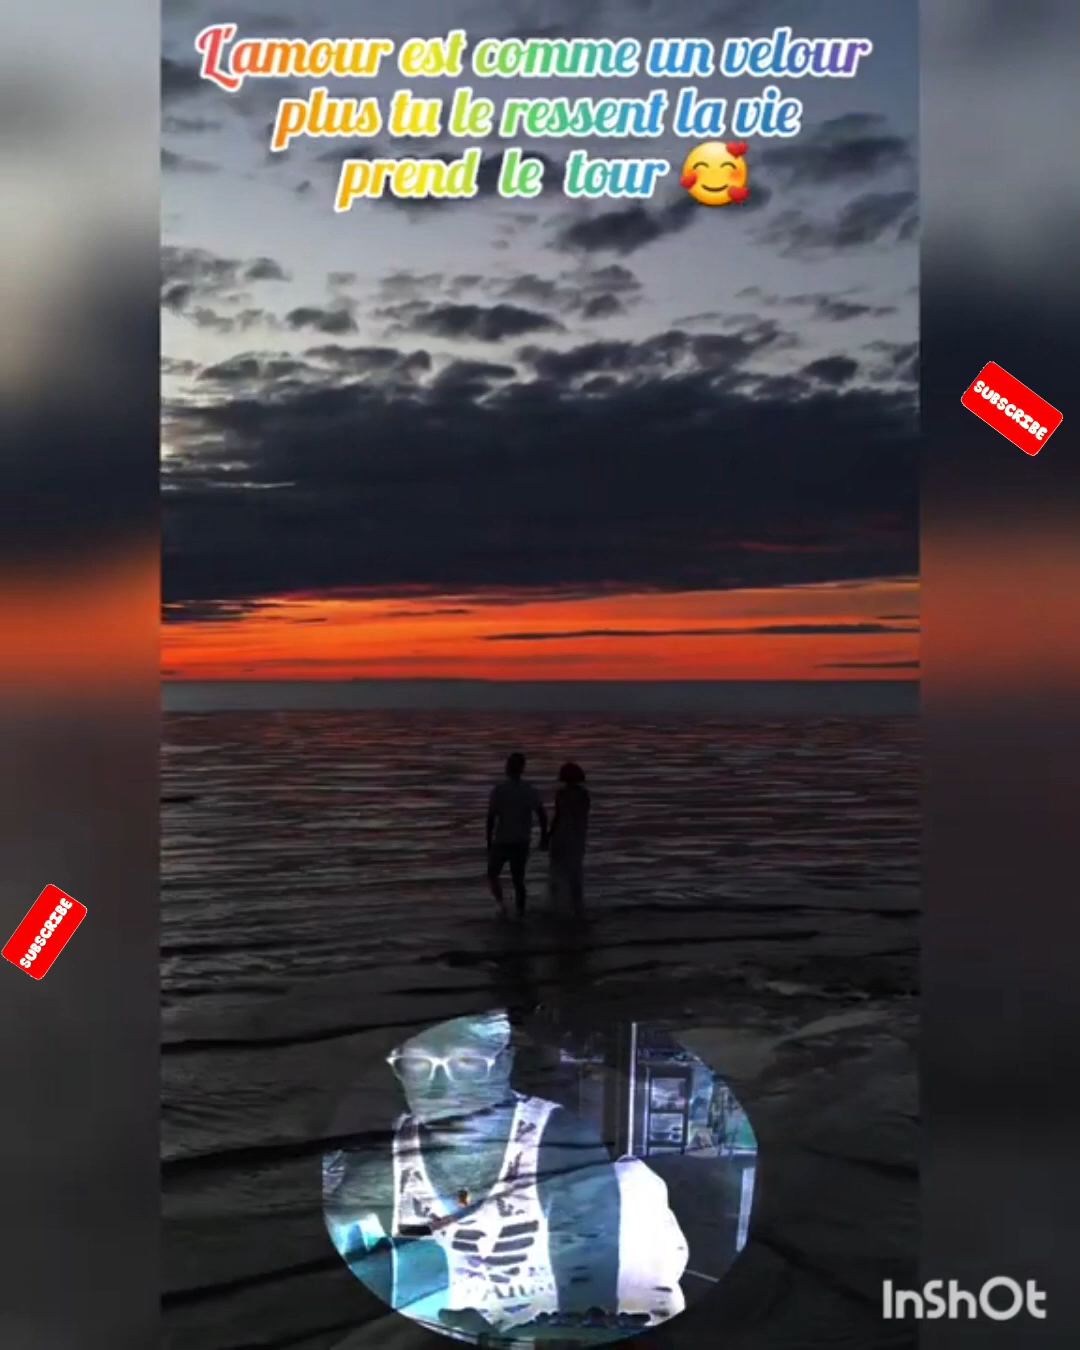 L'amour est comme un velour
plus tu le ressent la vie
prend le tour 🥰
SUBSCRIBE
SUBSCRIBE
InShOt